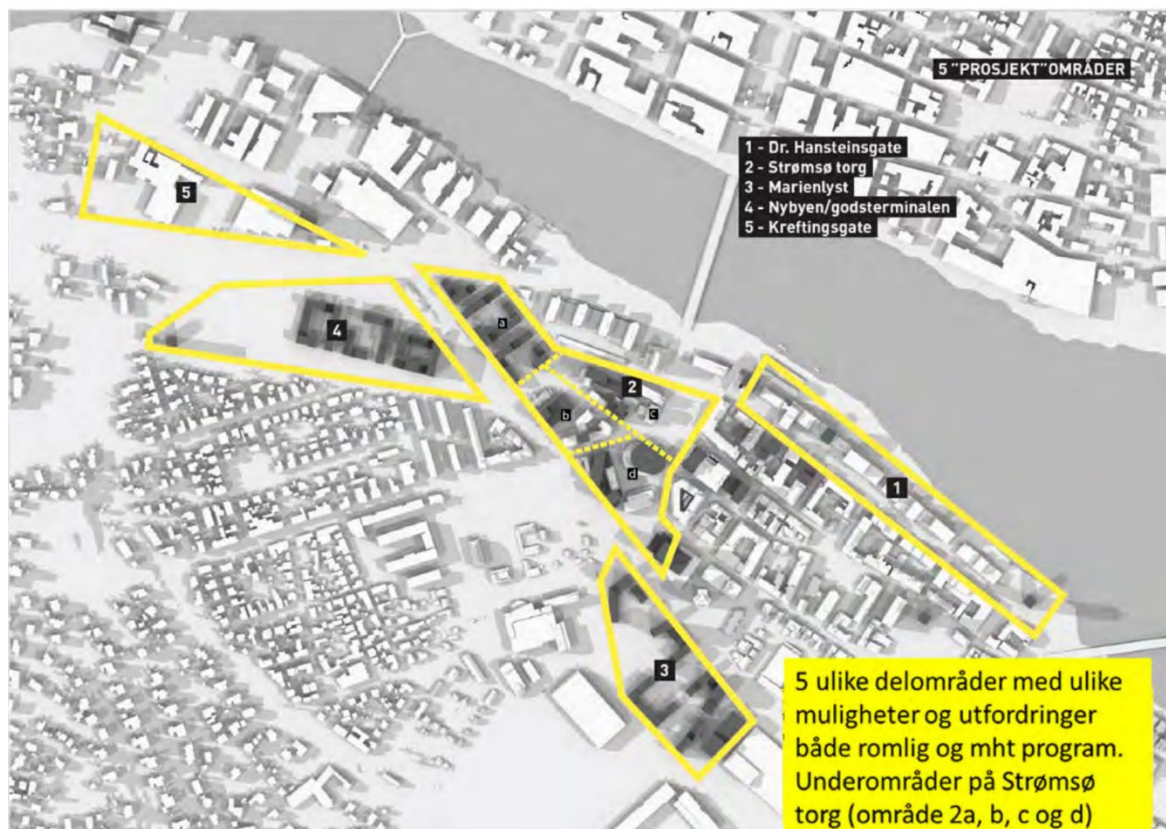 5 "PROSJEKT"OMRÅDER
1 - Dr. Hansteinsgate
2 - Strømsø torg
3 - Marienlyst
4 - Nybyen/godsterminalen
5 - Kreftingsgate
5
4
a
2
b
c
d
1
3
5 ulike delområder med ulike
muligheter og utfordringer
både romlig og mht program.
Underområder på Strømsø
torg (område 2a, b, c og d)